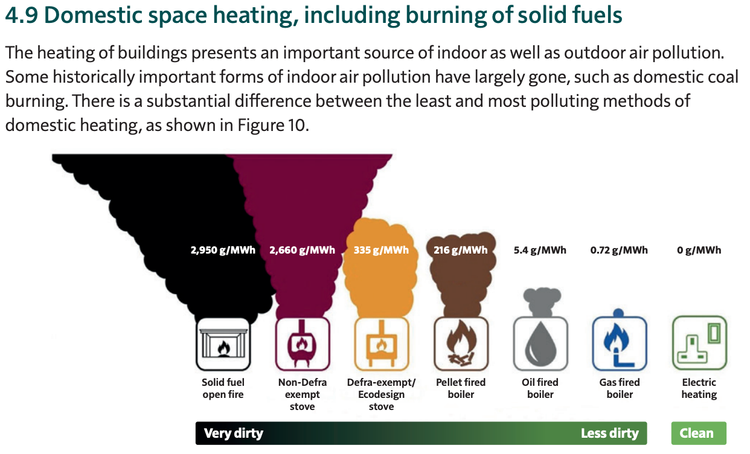 4.9 Domestic space heating, including burning of solid fuels
The heating of buildings presents an important source of indoor as well as outdoor air pollution.
Some historically important forms of indoor air pollution have largely gone, such as domestic coal
burning. There is a substantial difference between the least and most polluting methods of
domestic heating, as shown in Figure 10.
2,950 g/MWh
2,660 g/MWh
335 g/MWh
216 g/MWh
5.4 g/MWh
0.72 g/MWh
0 g/MWh
Solid fuel
open fire
Non-Defra
exempt
stove
Defra-exempt/
Ecodesign
stove
Pellet fired
boiler
Oil fired
boiler
Gas fired
boiler
Electric
heating
Very dirty
Less dirty
Clean